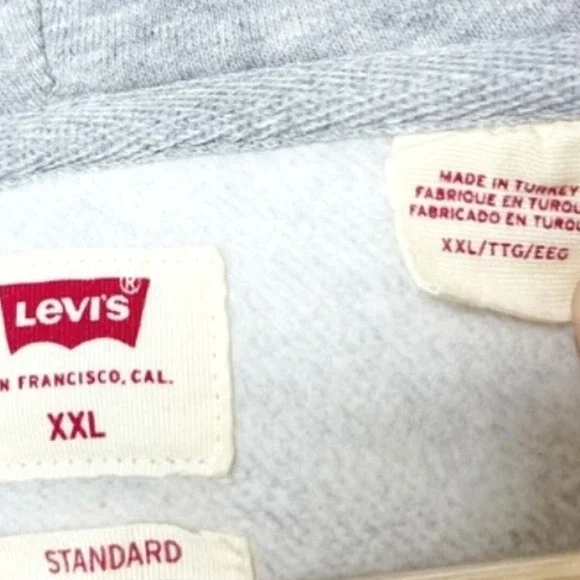 MADE IN TURKEY
FABRIQUE EN TURQU
FABRICADO EN TURQU
XXL/TTG/EEG
LEVI'S®
N FRANCISCO, CAL.
XXL
STANDARD